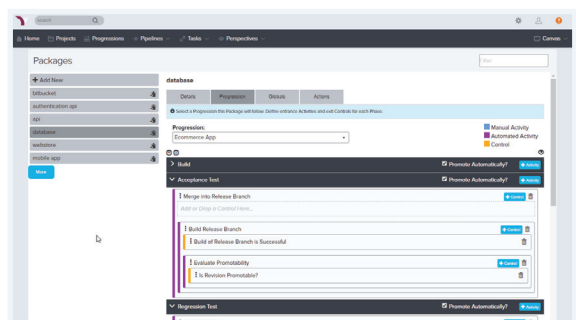 search
Home Projects Progressions Pipelines Tasks Perspectives Canvas
Packages
Filter
Add New
bitbucket
authentication api
api
database
webstore
mobile app
More
database
Details Progression Actions
Select a Progression this Package will follow. Define entrance Activities and exit Controls for each Phase.
Progression:
Ecommerce App
Manual Activity
Automated Activity
Control
Build Promote Automatically? Activity
Acceptance Test Promote Automatically? Activity
Merge into Release Branch Control
Add or Drop a Control Here...
Build Release Branch Control
Build of Release Branch is Successful
Evaluate Promotability Control
Is Revision Promotable?
Regression Test Promote Automatically? Activity